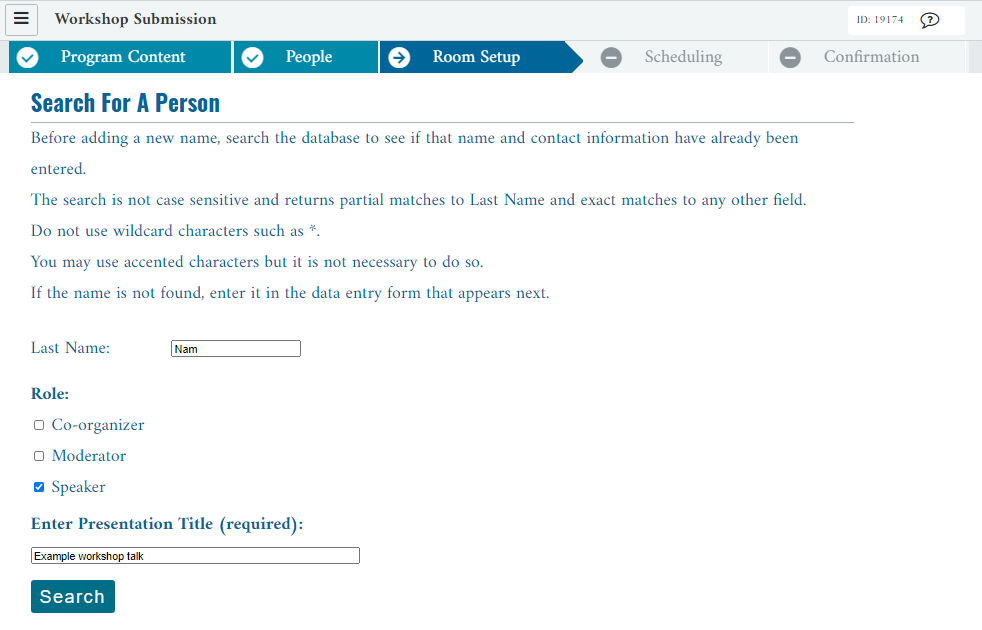 Workshop Submission
ID: 19174
Program Content
People
Room Setup
Scheduling
Confirmation
Search For A Person
Before adding a new name, search the database to see if that name and contact information have already been
entered.
The search is not case sensitive and returns partial matches to Last Name and exact matches to any other field.
Do not use wildcard characters such as *.
You may use accented characters but it is not necessary to do so.
If the name is not found, enter it in the data entry form that appears next.
Last Name: Nam
Role:
Co-organizer
Moderator
Speaker
Enter Presentation Title (required):
Example workshop talk
Search